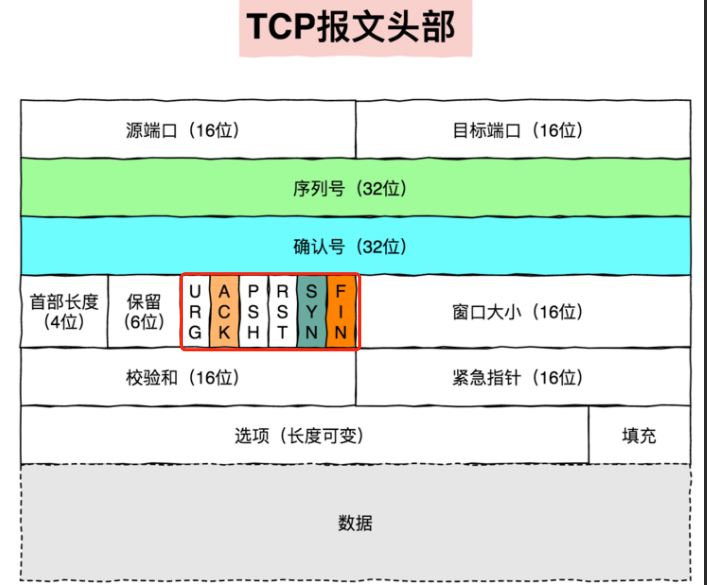 TCP报文头部
源端口（16位） 目标端口（16位）
序列号（32位）
确认号（32位）
首部长度（4位） 保留（6位） URG ACK PSH RST SYN FIN 窗口大小（16位）
校验和（16位） 紧急指针（16位）
选项（长度可变） 填充
数据